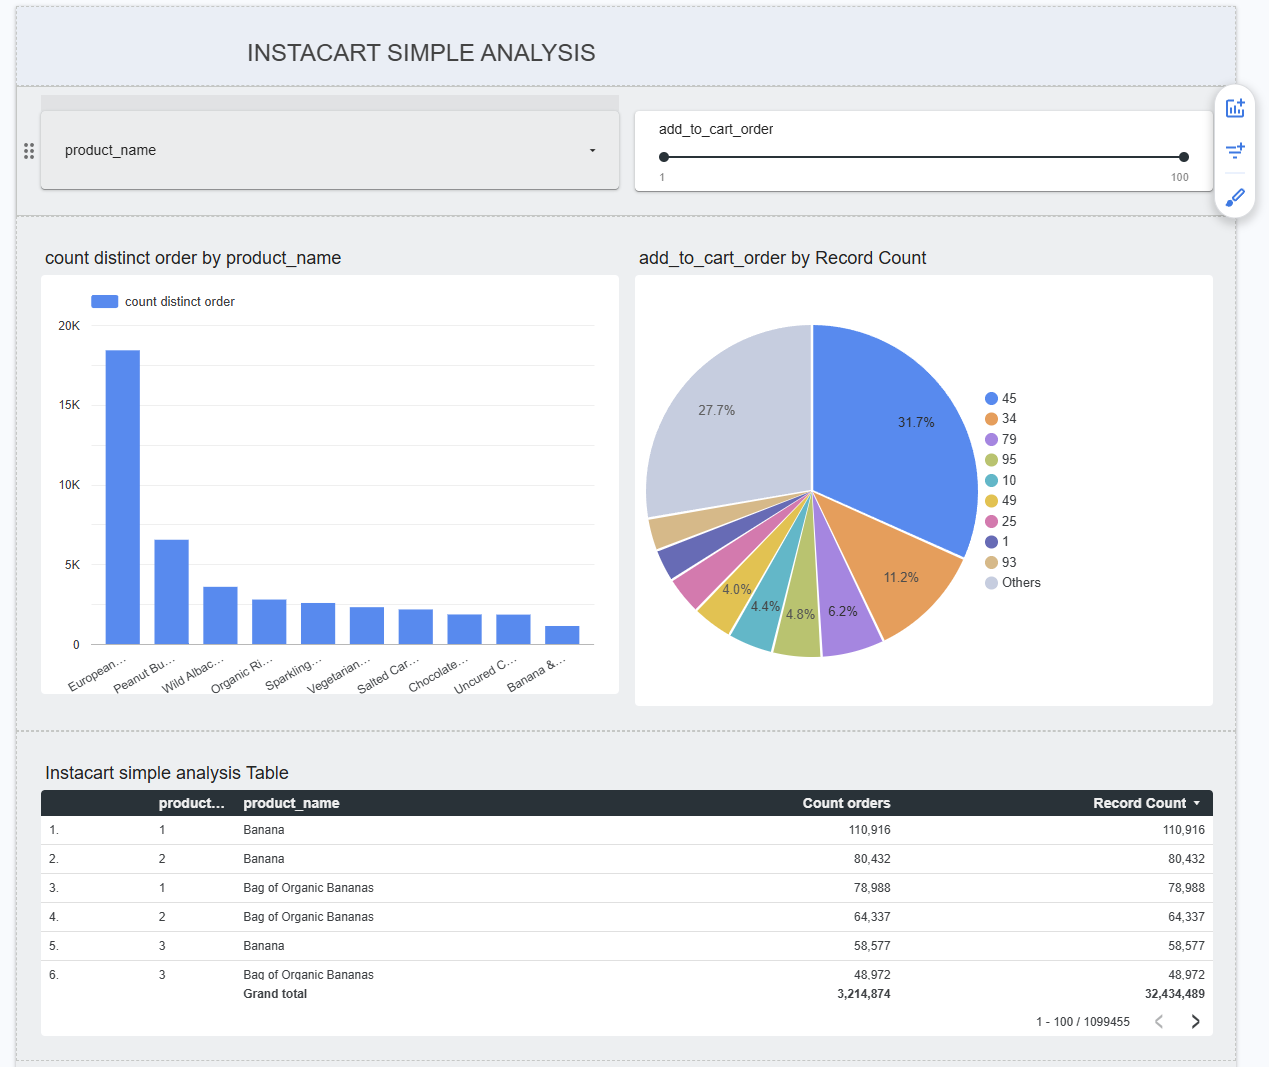 INSTACART SIMPLE ANALYSIS
product_name
add_to_cart_order
1 100
count distinct order by product_name
count distinct order
20K
15K
10K
5K
0
European...
Peanut Bu...
Wild Albac...
Organic Ri...
Sparkling...
Vegetarian...
Salted Car...
Chocolate...
Uncured C...
Banana &...
add_to_cart_order by Record Count
27.7%
31.7%
11.2%
6.2%
4.8%
4.4%
4.0%
45
34
79
95
10
49
25
1
93
Others
Instacart simple analysis Table
product... product_name Count orders Record Count
1. 1 Banana 110,916 110,916
2. 2 Banana 80,432 80,432
3. 1 Bag of Organic Bananas 78,988 78,988
4. 2 Bag of Organic Bananas 64,337 64,337
5. 3 Banana 58,577 58,577
6. 3 Bag of Organic Bananas 48,972 48,972
Grand total 3,214,874 32,434,489
1 - 100 / 1099455